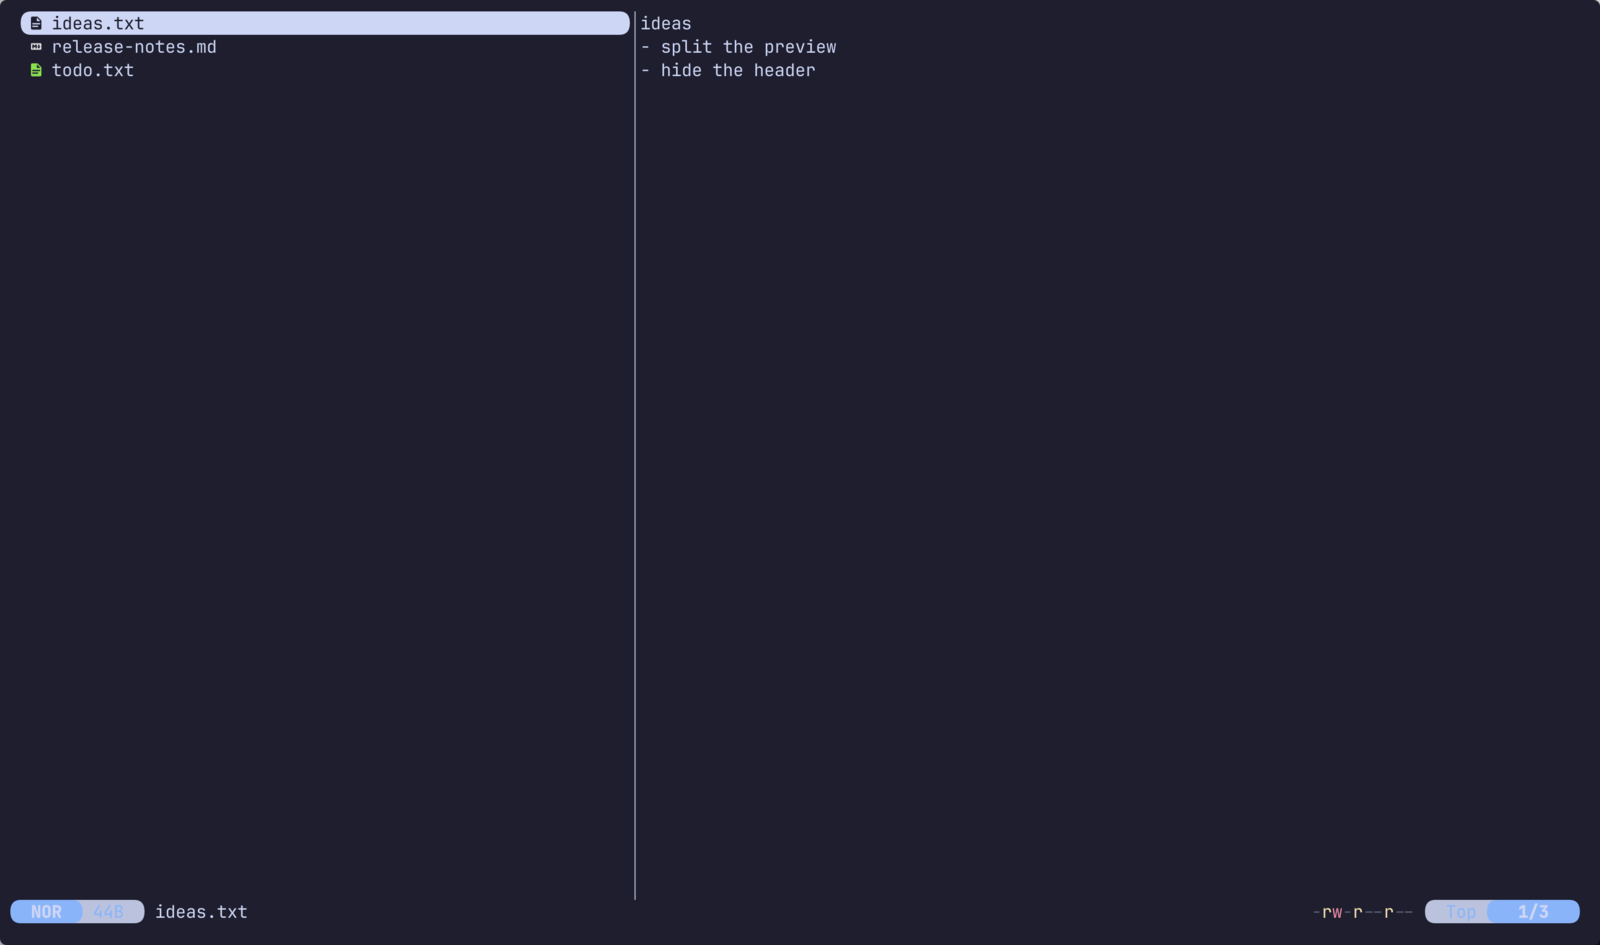 ideas.txt
release-notes.md
todo.txt
ideas
- split the preview
- hide the header
NOR 44B ideas.txt
-rw-r--r-- Top 1/3